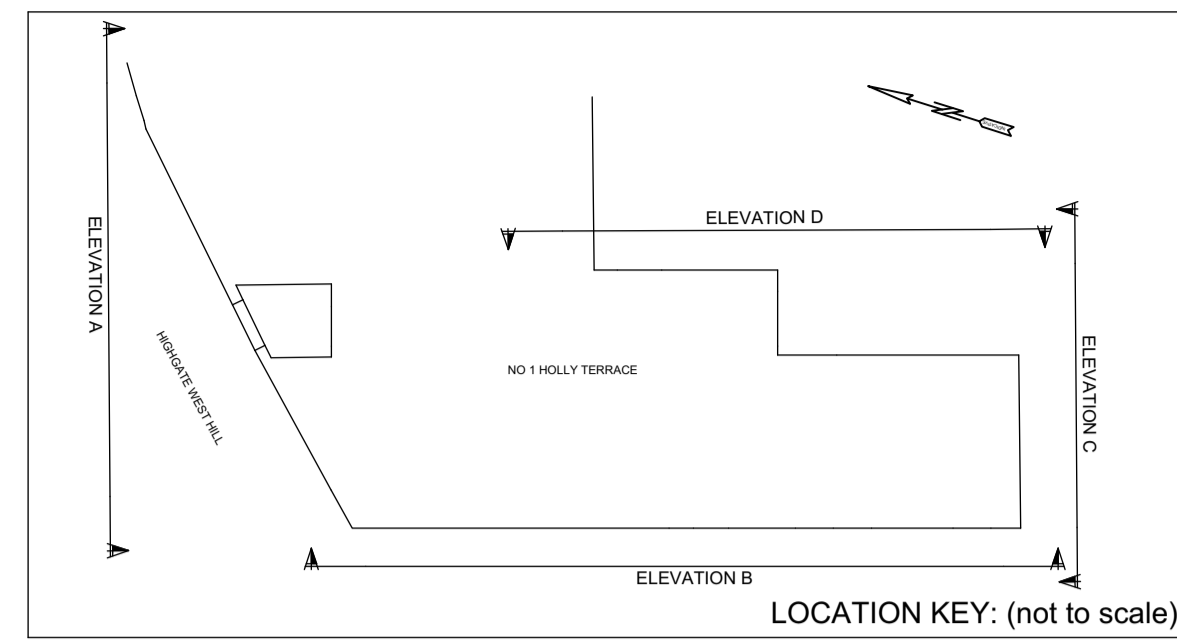 ELEVATION A
HIGHGATE WEST HILL
ELEVATION D
NO 1 HOLLY TERRACE
ELEVATION C
ELEVATION B
LOCATION KEY: (not to scale)